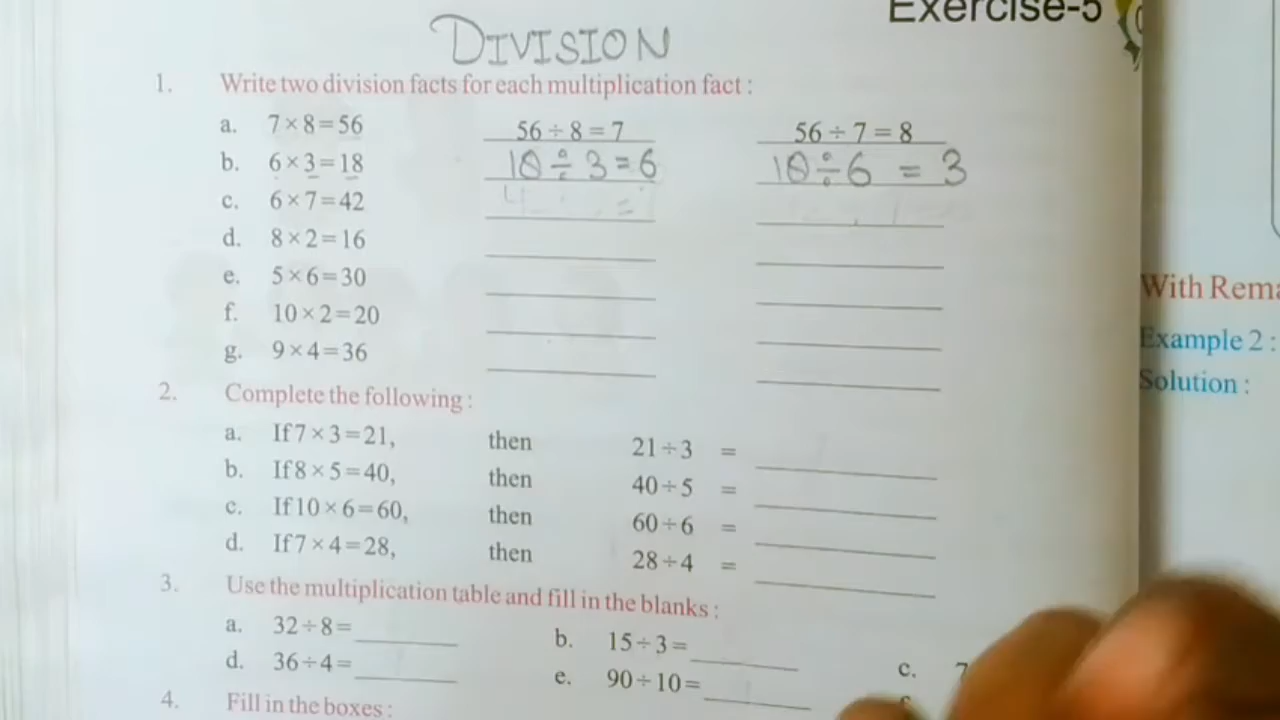 Exercise-5
DIVISION
1. Write two division facts for each multiplication fact :
a. 7 × 8 = 56 56 ÷ 8 = 7 56 ÷ 7 = 8
b. 6 × 3 = 18 18 ÷ 3 = 6 18 ÷ 6 = 3
c. 6 × 7 = 42
d. 8 × 2 = 16
e. 5 × 6 = 30
f. 10 × 2 = 20
g. 9 × 4 = 36
2. Complete the following :
a. If 7 × 3 = 21, then 21 ÷ 3 =
b. If 8 × 5 = 40, then 40 ÷ 5 =
c. If 10 × 6 = 60, then 60 ÷ 6 =
d. If 7 × 4 = 28, then 28 ÷ 4 =
3. Use the multiplication table and fill in the blanks :
a. 32 ÷ 8 = b. 15 ÷ 3 = c.
d. 36 ÷ 4 = e. 90 ÷ 10 =
4. Fill in the boxes :
With
Example 2 :
Solution :